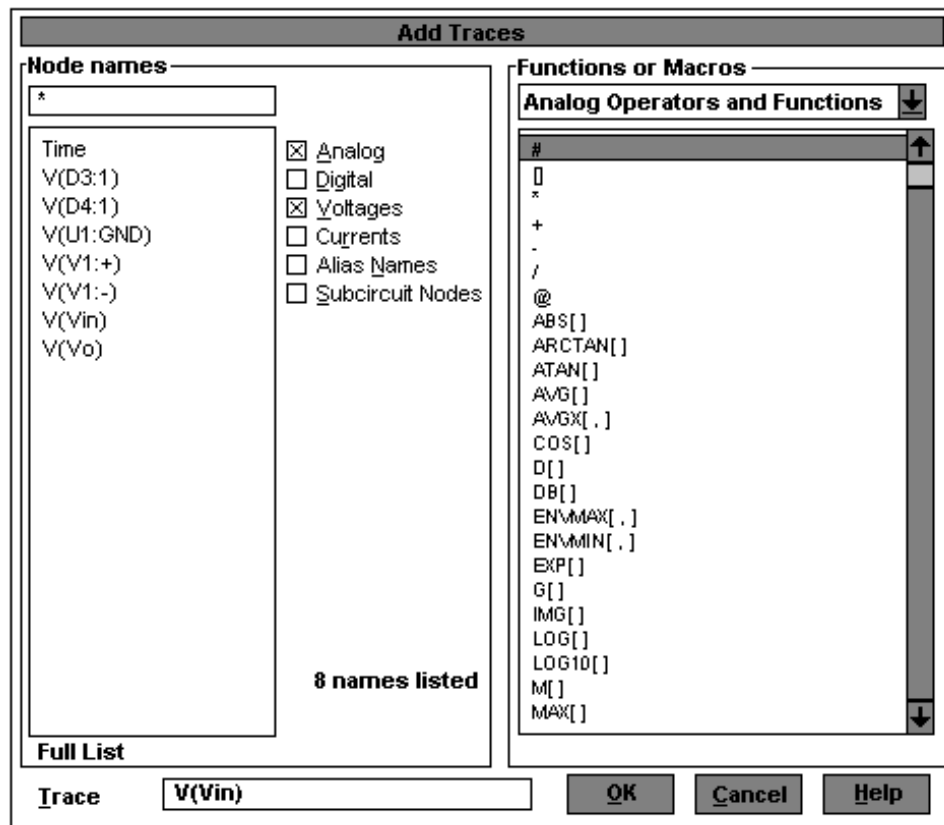 Add Traces
Node names
*
Time
V(D3:1)
V(D4:1)
V(U1:GND)
V(V1:+)
V(V1:-)
V(Vin)
V(Vo)
Analog
Digital
Voltages
Currents
Alias Names
Subcircuit Nodes
8 names listed
Full List
Functions or Macros
Analog Operators and Functions
#
[]
*
+
-
/
@
ABS[ ]
ARCTAN[ ]
ATAN[ ]
AVG[ ]
AVGX[ , ]
COS[ ]
D[ ]
DB[ ]
ENVMAX[ , ]
ENVMIN[ , ]
EXP[ ]
G[ ]
IMG[ ]
LOG[ ]
LOG10[ ]
M[ ]
MAX[ ]
Trace V(Vin) OK Cancel Help